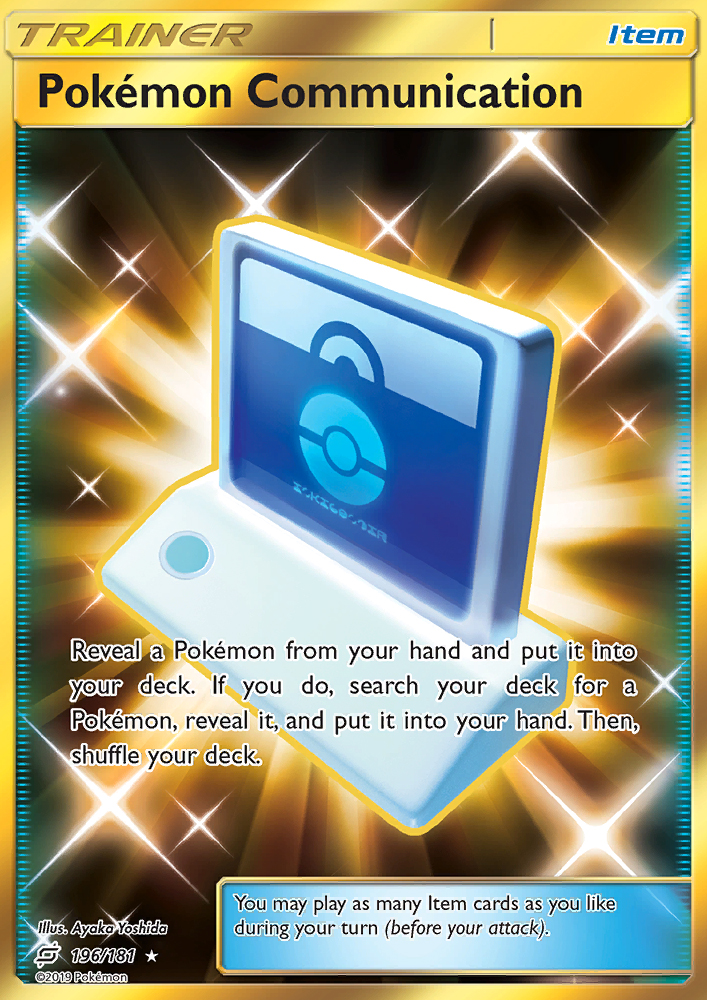 TRAINER
Item
Pokémon Communication
Reveal a Pokémon from your hand and put it into
your deck. If you do, search your deck for a
Pokémon, reveal it, and put it into your hand. Then,
shuffle your deck.
You may play as many Item cards as you like
during your turn (before your attack).
Illus. Ayaka Yoshida
196/181 ★
©2019 Pokémon